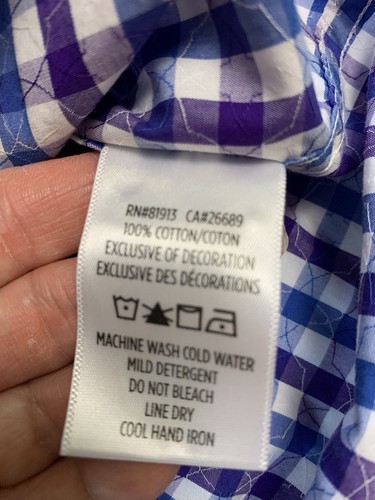 RN#81913 CA#26689
100% COTTON/COTON
EXCLUSIVE OF DECORATION
EXCLUSIVE DES DÉCORATIONS
MACHINE WASH COLD WATER
MILD DETERGENT
DO NOT BLEACH
LINE DRY
COOL HAND IRON